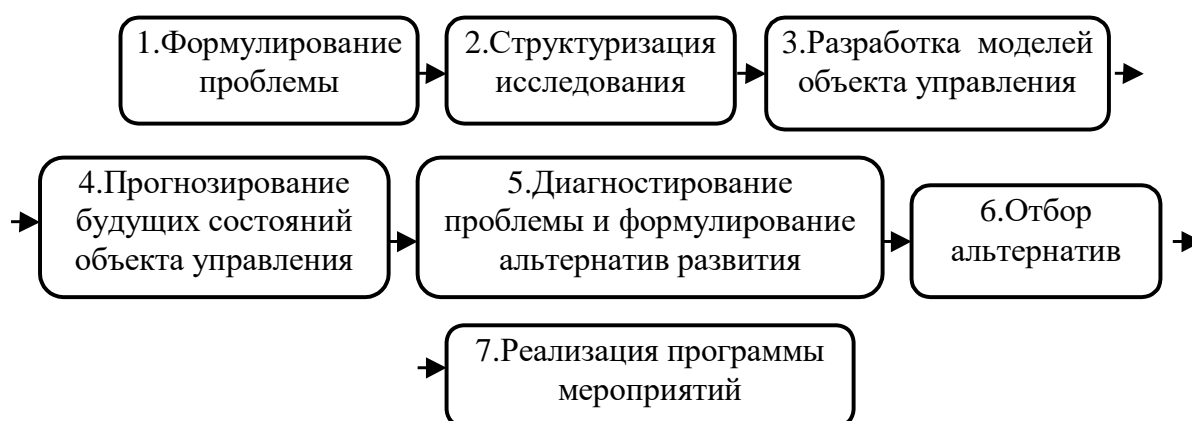 1.Формулирование
проблемы
2.Структуризация
исследования
3.Разработка моделей
объекта управления
4.Прогнозирование
будущих состояний
объекта управления
5.Диагностирование
проблемы и формулирование
альтернатив развития
6.Отбор
альтернатив
7.Реализация программы
мероприятий